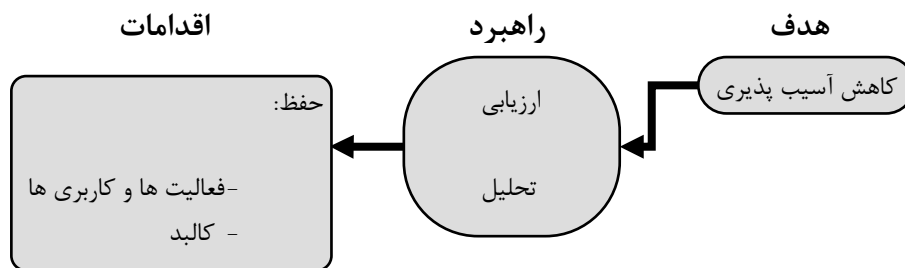 هدف
راهبرد
اقدامات
کاهش آسیب پذیری
ارزیابی
تحلیل
حفظ:
-فعالیت ها و کاربری ها
- کالبد